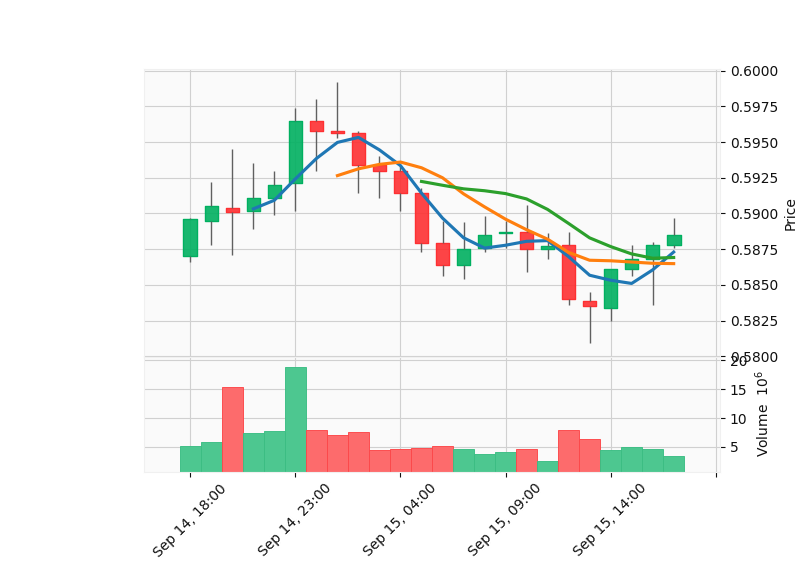 0.6000
0.5975
0.5950
0.5925
0.5900
0.5875
0.5850
0.5825
0.5800
Price
20
15
10
5
Volume 10^6
Sep 14, 18:00
Sep 14, 23:00
Sep 15, 04:00
Sep 15, 09:00
Sep 15, 14:00